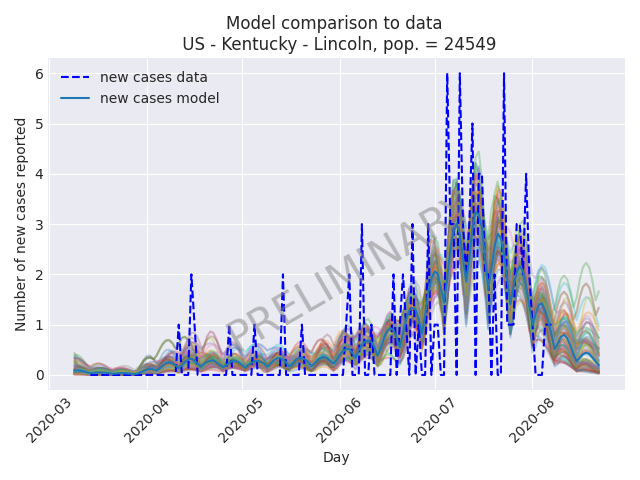 Model comparison to data
US - Kentucky - Lincoln, pop. = 24549
new cases data
new cases model
PRELIMINARY
Number of new cases reported
6
5
4
3
2
1
0
2020-03
2020-04
2020-05
2020-06
2020-07
2020-08
Day